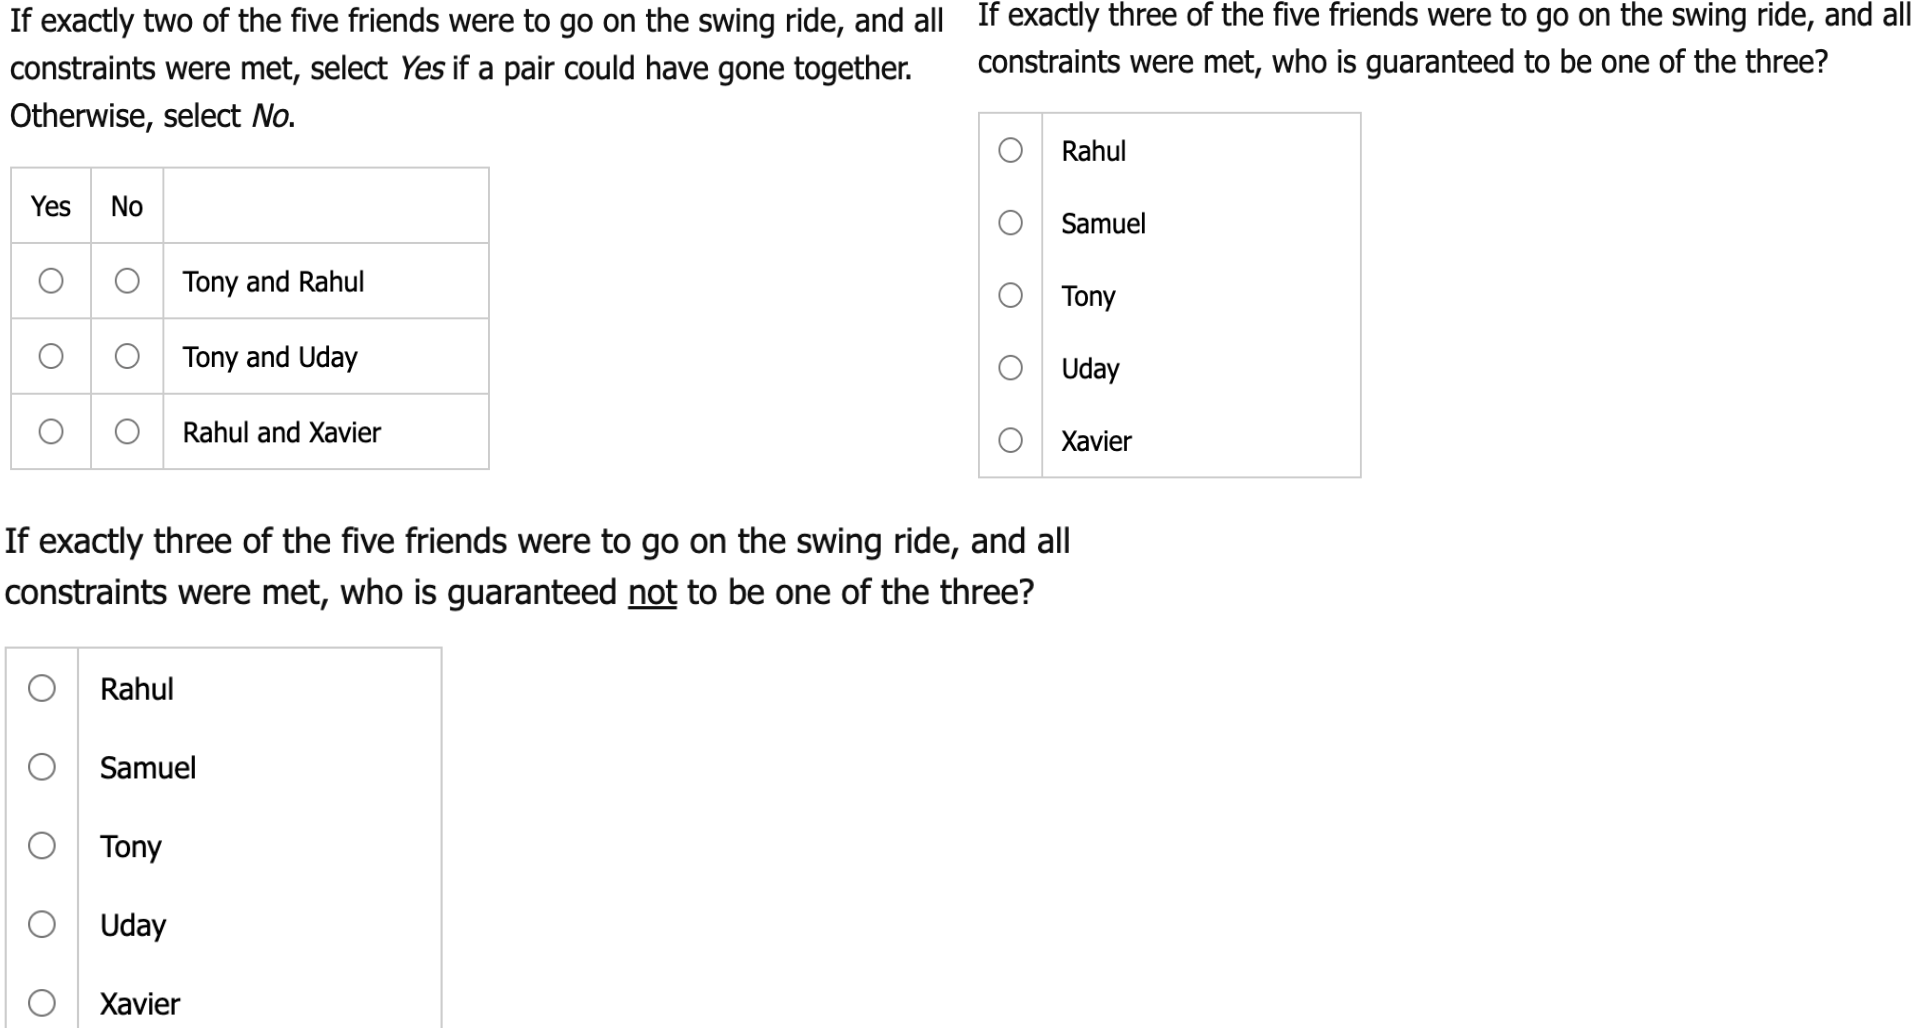 If exactly two of the five friends were to go on the swing ride, and all
constraints were met, select Yes if a pair could have gone together.
Otherwise, select No.
Yes No
Tony and Rahul
Tony and Uday
Rahul and Xavier
If exactly three of the five friends were to go on the swing ride, and all
constraints were met, who is guaranteed to be one of the three?
Rahul
Samuel
Tony
Uday
Xavier
If exactly three of the five friends were to go on the swing ride, and all
constraints were met, who is guaranteed not to be one of the three?
Rahul
Samuel
Tony
Uday
Xavier